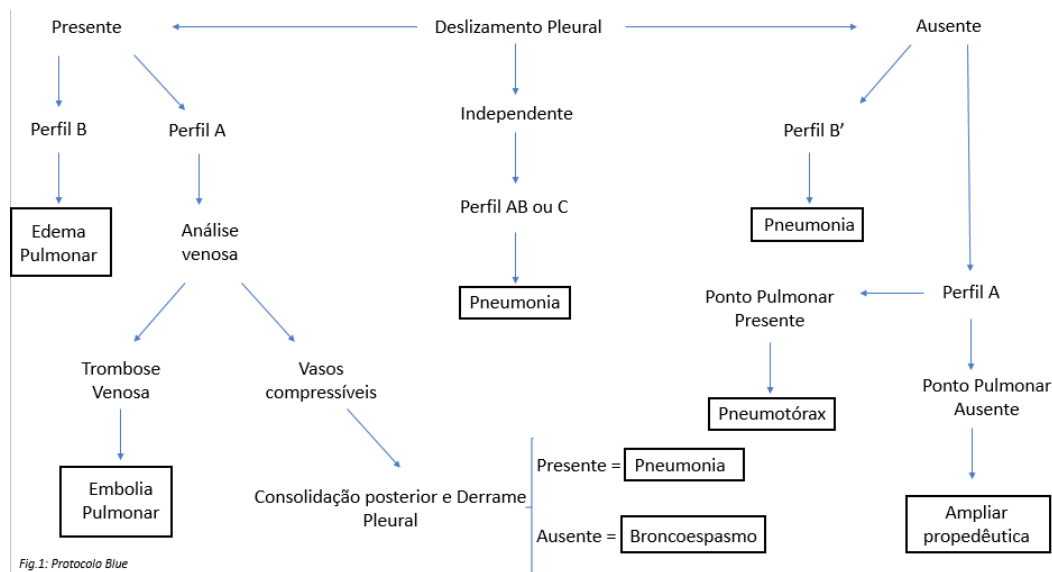 Presente
Deslizamento Pleural
Ausente
Independente
Perfil B
Perfil A
Perfil B’
Edema
Pulmonar
Análise
venosa
Perfil AB ou C
Pneumonia
Pneumonia
Ponto Pulmonar
Presente
Perfil A
Trombose
Venosa
Vasos
compressíveis
Pneumotórax
Ponto Pulmonar
Ausente
Embolia
Pulmonar
Consolidação posterior e Derrame
Pleural
Presente = Pneumonia
Ausente = Broncoespasmo
Ampliar
propedêutica
Fig.1: Protocolo Blue